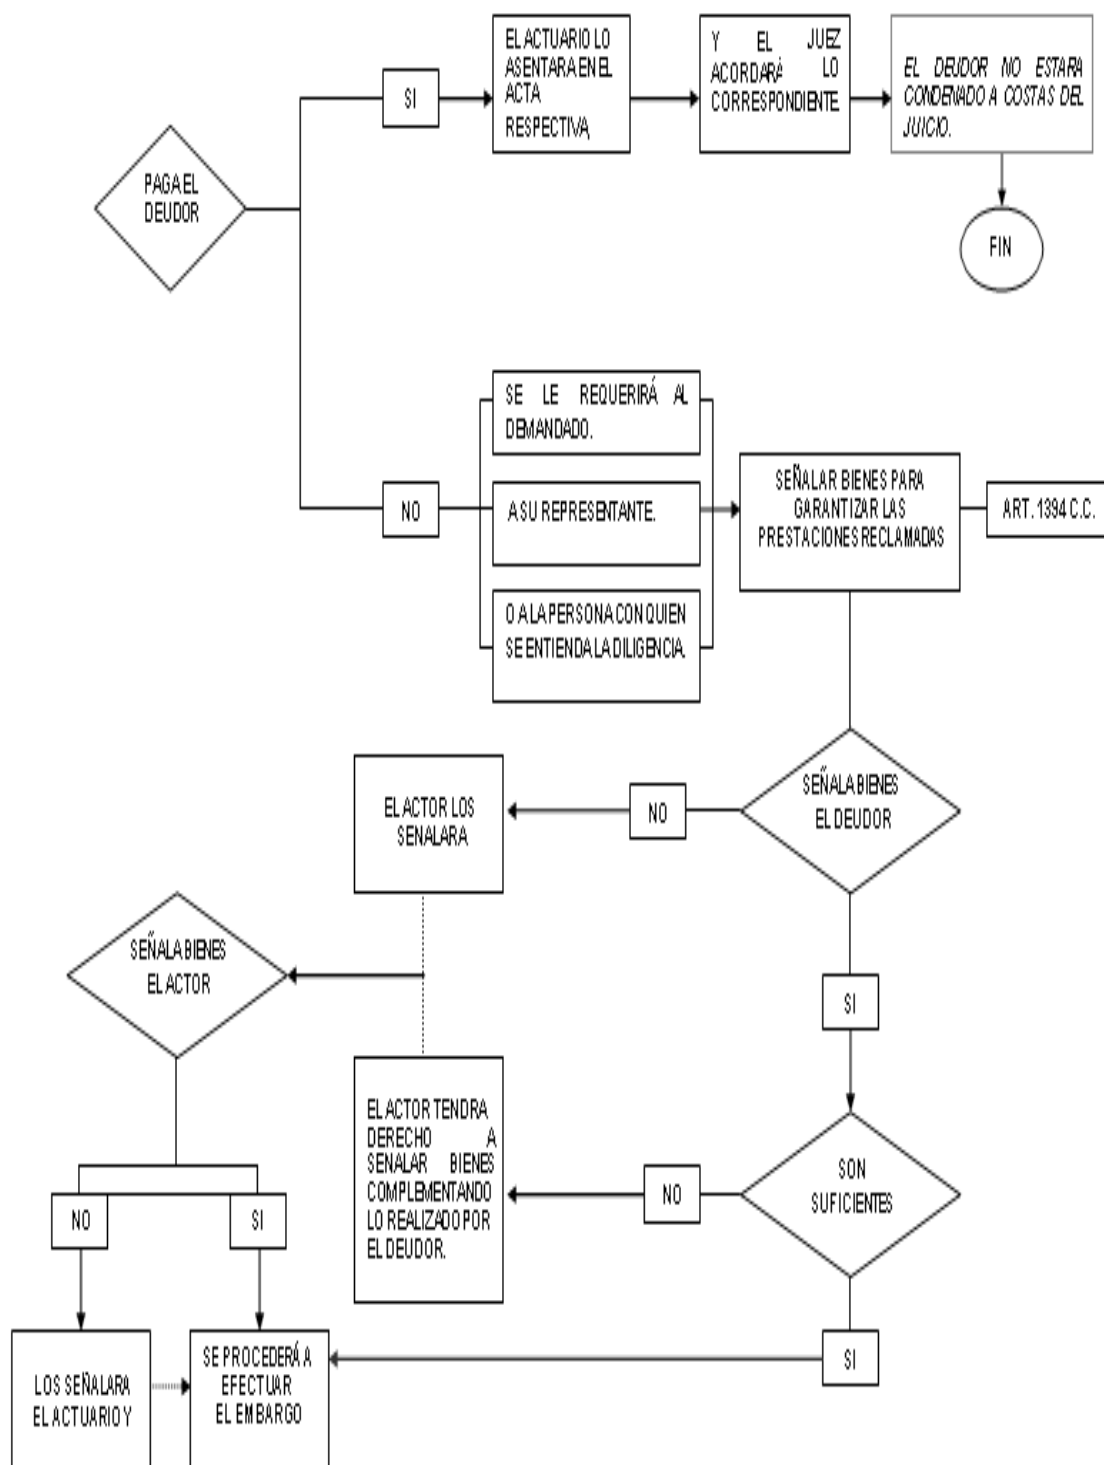 PAGA EL
DEUDOR
SI
EL ACTUARIO LO
ASENTARA EN EL
ACTA
RESPECTIVA,
Y EL JUEZ
ACORDARÁ LO
CORRESPONDIENTE.
EL DEUDOR NO ESTARA
CONDENADO A COSTAS DEL
JUICIO.
FIN
NO
SE LE REQUERIRÁ AL
DEMANDADO.
A SU REPRESENTANTE.
O A LA PERSONA CON QUIEN
SE ENTIENDA LA DILIGENCIA.
SEÑALAR BIENES PARA
GARANTIZAR LAS
PRESTACIONES RECLAMADAS
ART. 1394 C.C.
SEÑALA BIENES
EL DEUDOR
NO
EL ACTOR LOS
SENALARA
SEÑALA BIENES
EL ACTOR
SI
EL ACTOR TENDRA
DERECHO A
SENALAR BIENES
COMPLEMENTANDO
LO REALIZADO POR
EL DEUDOR.
NO
SON
SUFICIENTES
NO
SI
SI
LOS SEÑALARA
EL ACTUARIO Y
SE PROCEDERÁ A
EFECTUAR
EL EMBARGO